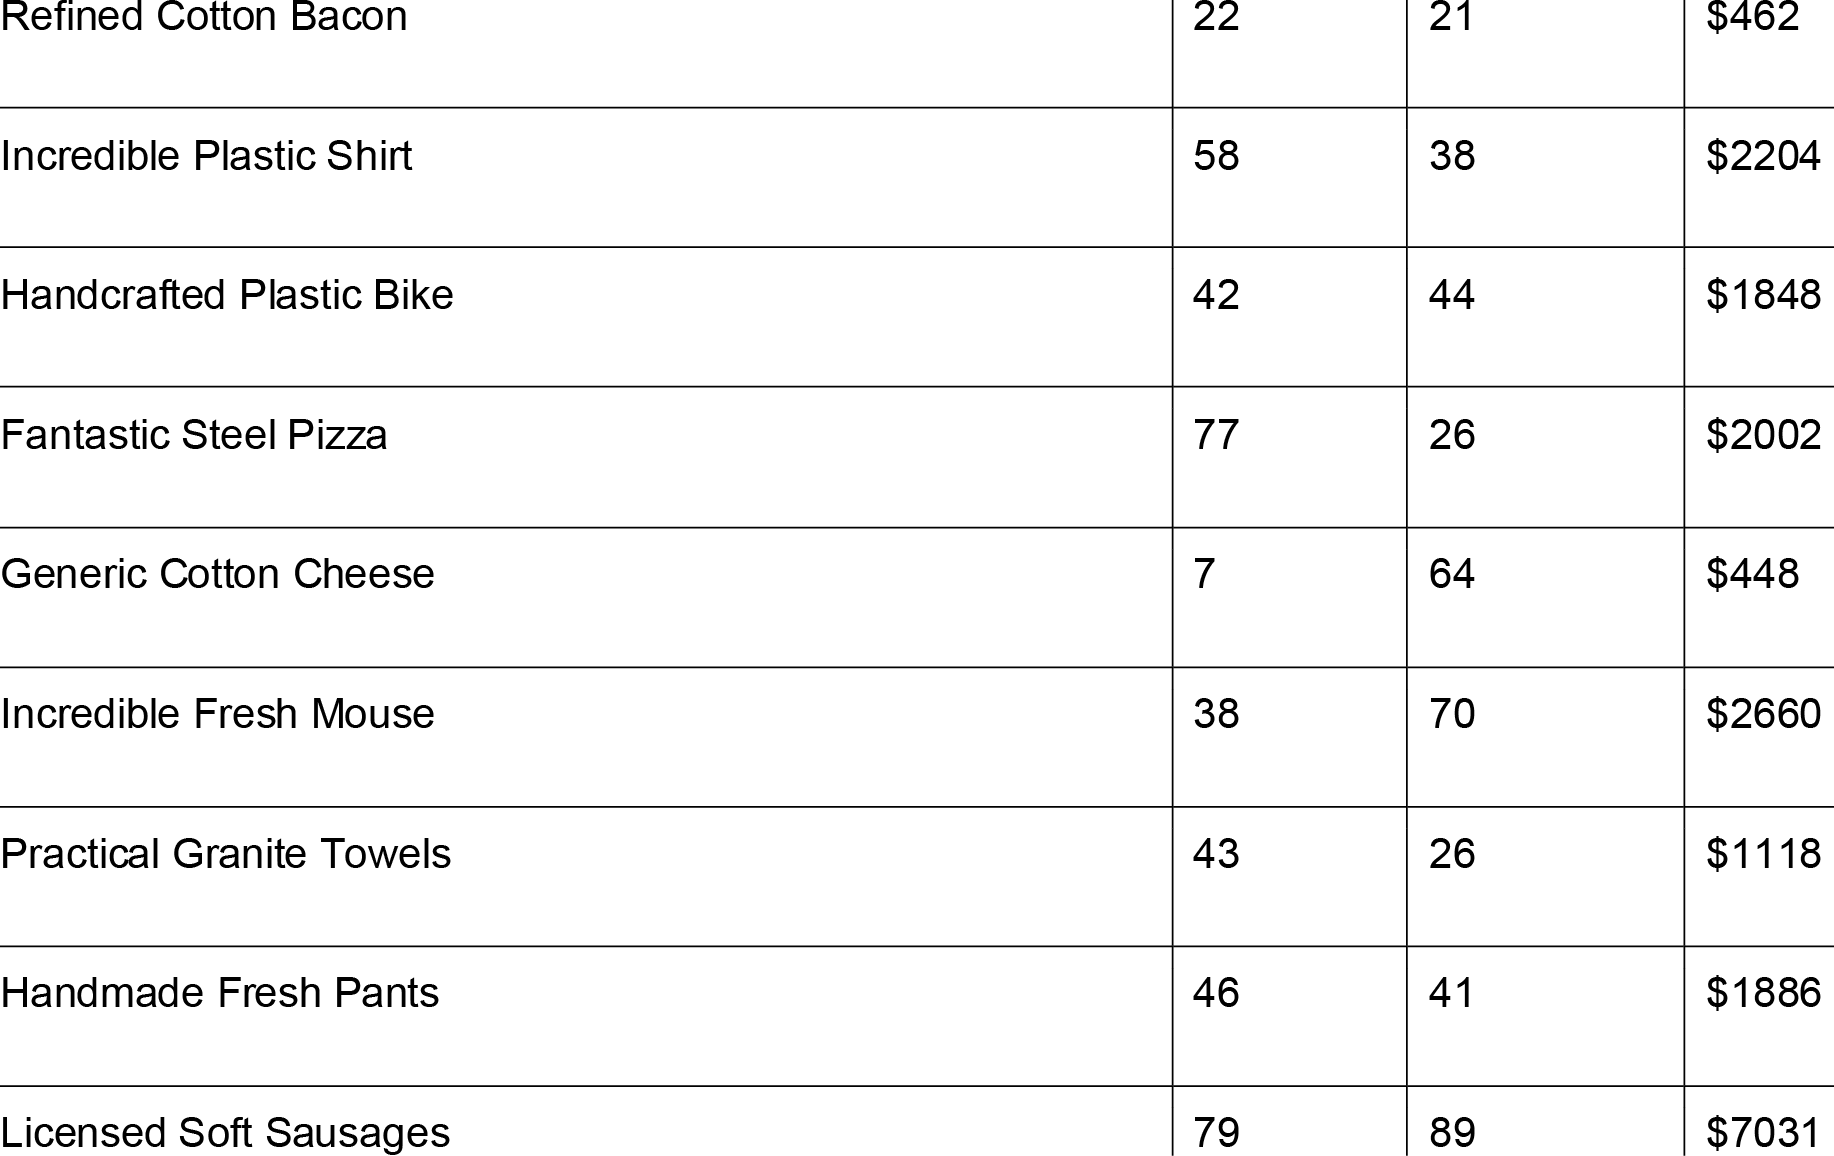 Refined Cotton Bacon 22 21 $462
Incredible Plastic Shirt 58 38 $2204
Handcrafted Plastic Bike 42 44 $1848
Fantastic Steel Pizza 77 26 $2002
Generic Cotton Cheese 7 64 $448
Incredible Fresh Mouse 38 70 $2660
Practical Granite Towels 43 26 $1118
Handmade Fresh Pants 46 41 $1886
Licensed Soft Sausages 79 89 $7031